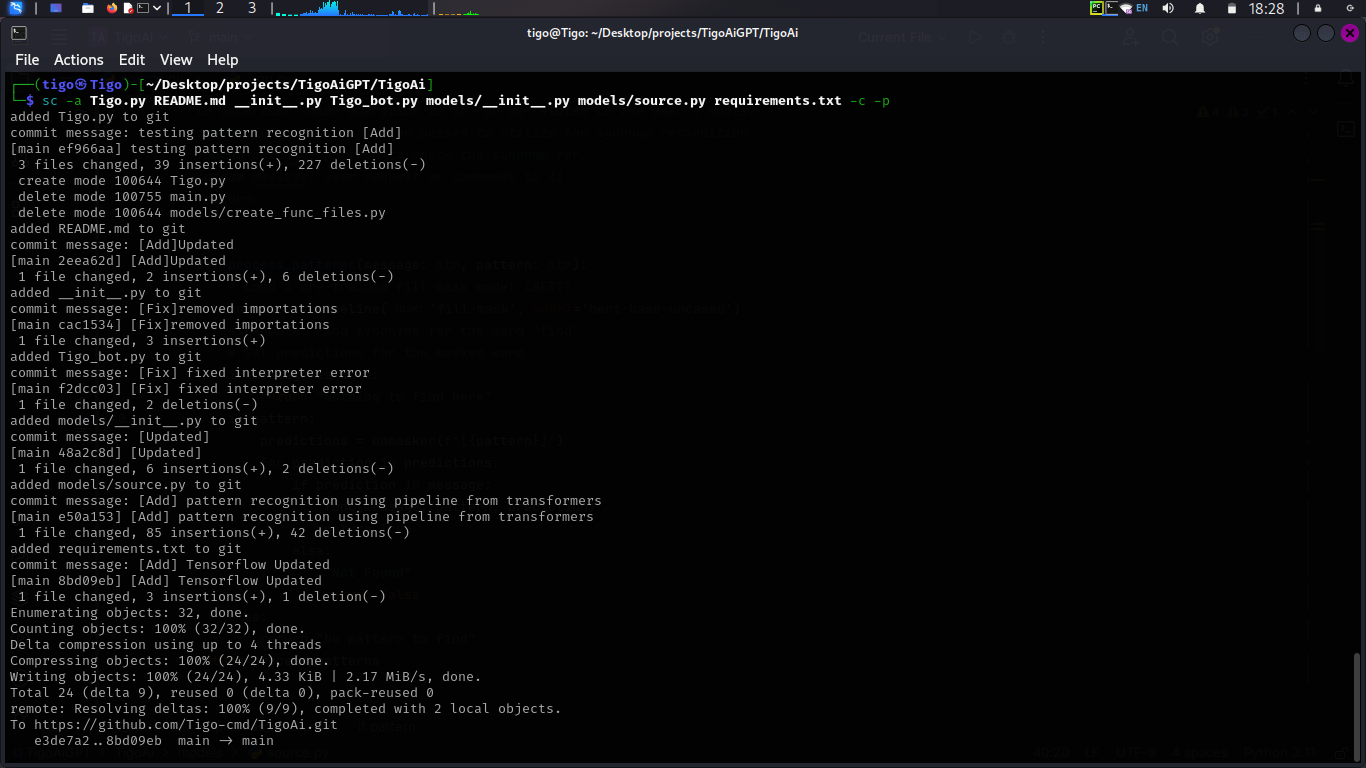 1 2 3 EN 18:28
tigo@Tigo: ~/Desktop/projects/TigoAiGPT/TigoAi
File Actions Edit View Help
┌──(tigo㉿Tigo)-[~/Desktop/projects/TigoAiGPT/TigoAi]
└─$ sc -a Tigo.py README.md __init__.py Tigo_bot.py models/__init__.py models/source.py requirements.txt -c -p
added Tigo.py to git
commit message: testing pattern recognition [Add]
[main ef966aa] testing pattern recognition [Add]
3 files changed, 39 insertions(+), 227 deletions(-)
create mode 100644 Tigo.py
delete mode 100755 main.py
delete mode 100644 models/create_func_files.py
added README.md to git
commit message: [Add]Updated
[main 2eea62d] [Add]Updated
1 file changed, 2 insertions(+), 6 deletions(-)
added __init__.py to git
commit message: [Fix]removed importations
[main cac1534] [Fix]removed importations
1 file changed, 3 insertions(+)
added Tigo_bot.py to git
commit message: [Fix] fixed interpreter error
[main f2dcc03] [Fix] fixed interpreter error
1 file changed, 2 deletions(-)
added models/__init__.py to git
commit message: [Updated]
[main 48a2c8d] [Updated]
1 file changed, 6 insertions(+), 2 deletions(-)
added models/source.py to git
commit message: [Add] pattern recognition using pipeline from transformers
[main e50a153] [Add] pattern recognition using pipeline from transformers
1 file changed, 85 insertions(+), 42 deletions(-)
added requirements.txt to git
commit message: [Add] Tensorflow Updated
[main 8bd09eb] [Add] Tensorflow Updated
1 file changed, 3 insertions(+), 1 deletion(-)
Enumerating objects: 32, done.
Counting objects: 100% (32/32), done.
Delta compression using up to 4 threads
Compressing objects: 100% (24/24), done.
Writing objects: 100% (24/24), 4.33 KiB | 2.17 MiB/s, done.
Total 24 (delta 9), reused 0 (delta 0), pack-reused 0
remote: Resolving deltas: 100% (9/9), completed with 2 local objects.
To https://github.com/Tigo-cmd/TigoAi.git
e3de7a2..8bd09eb main -> main